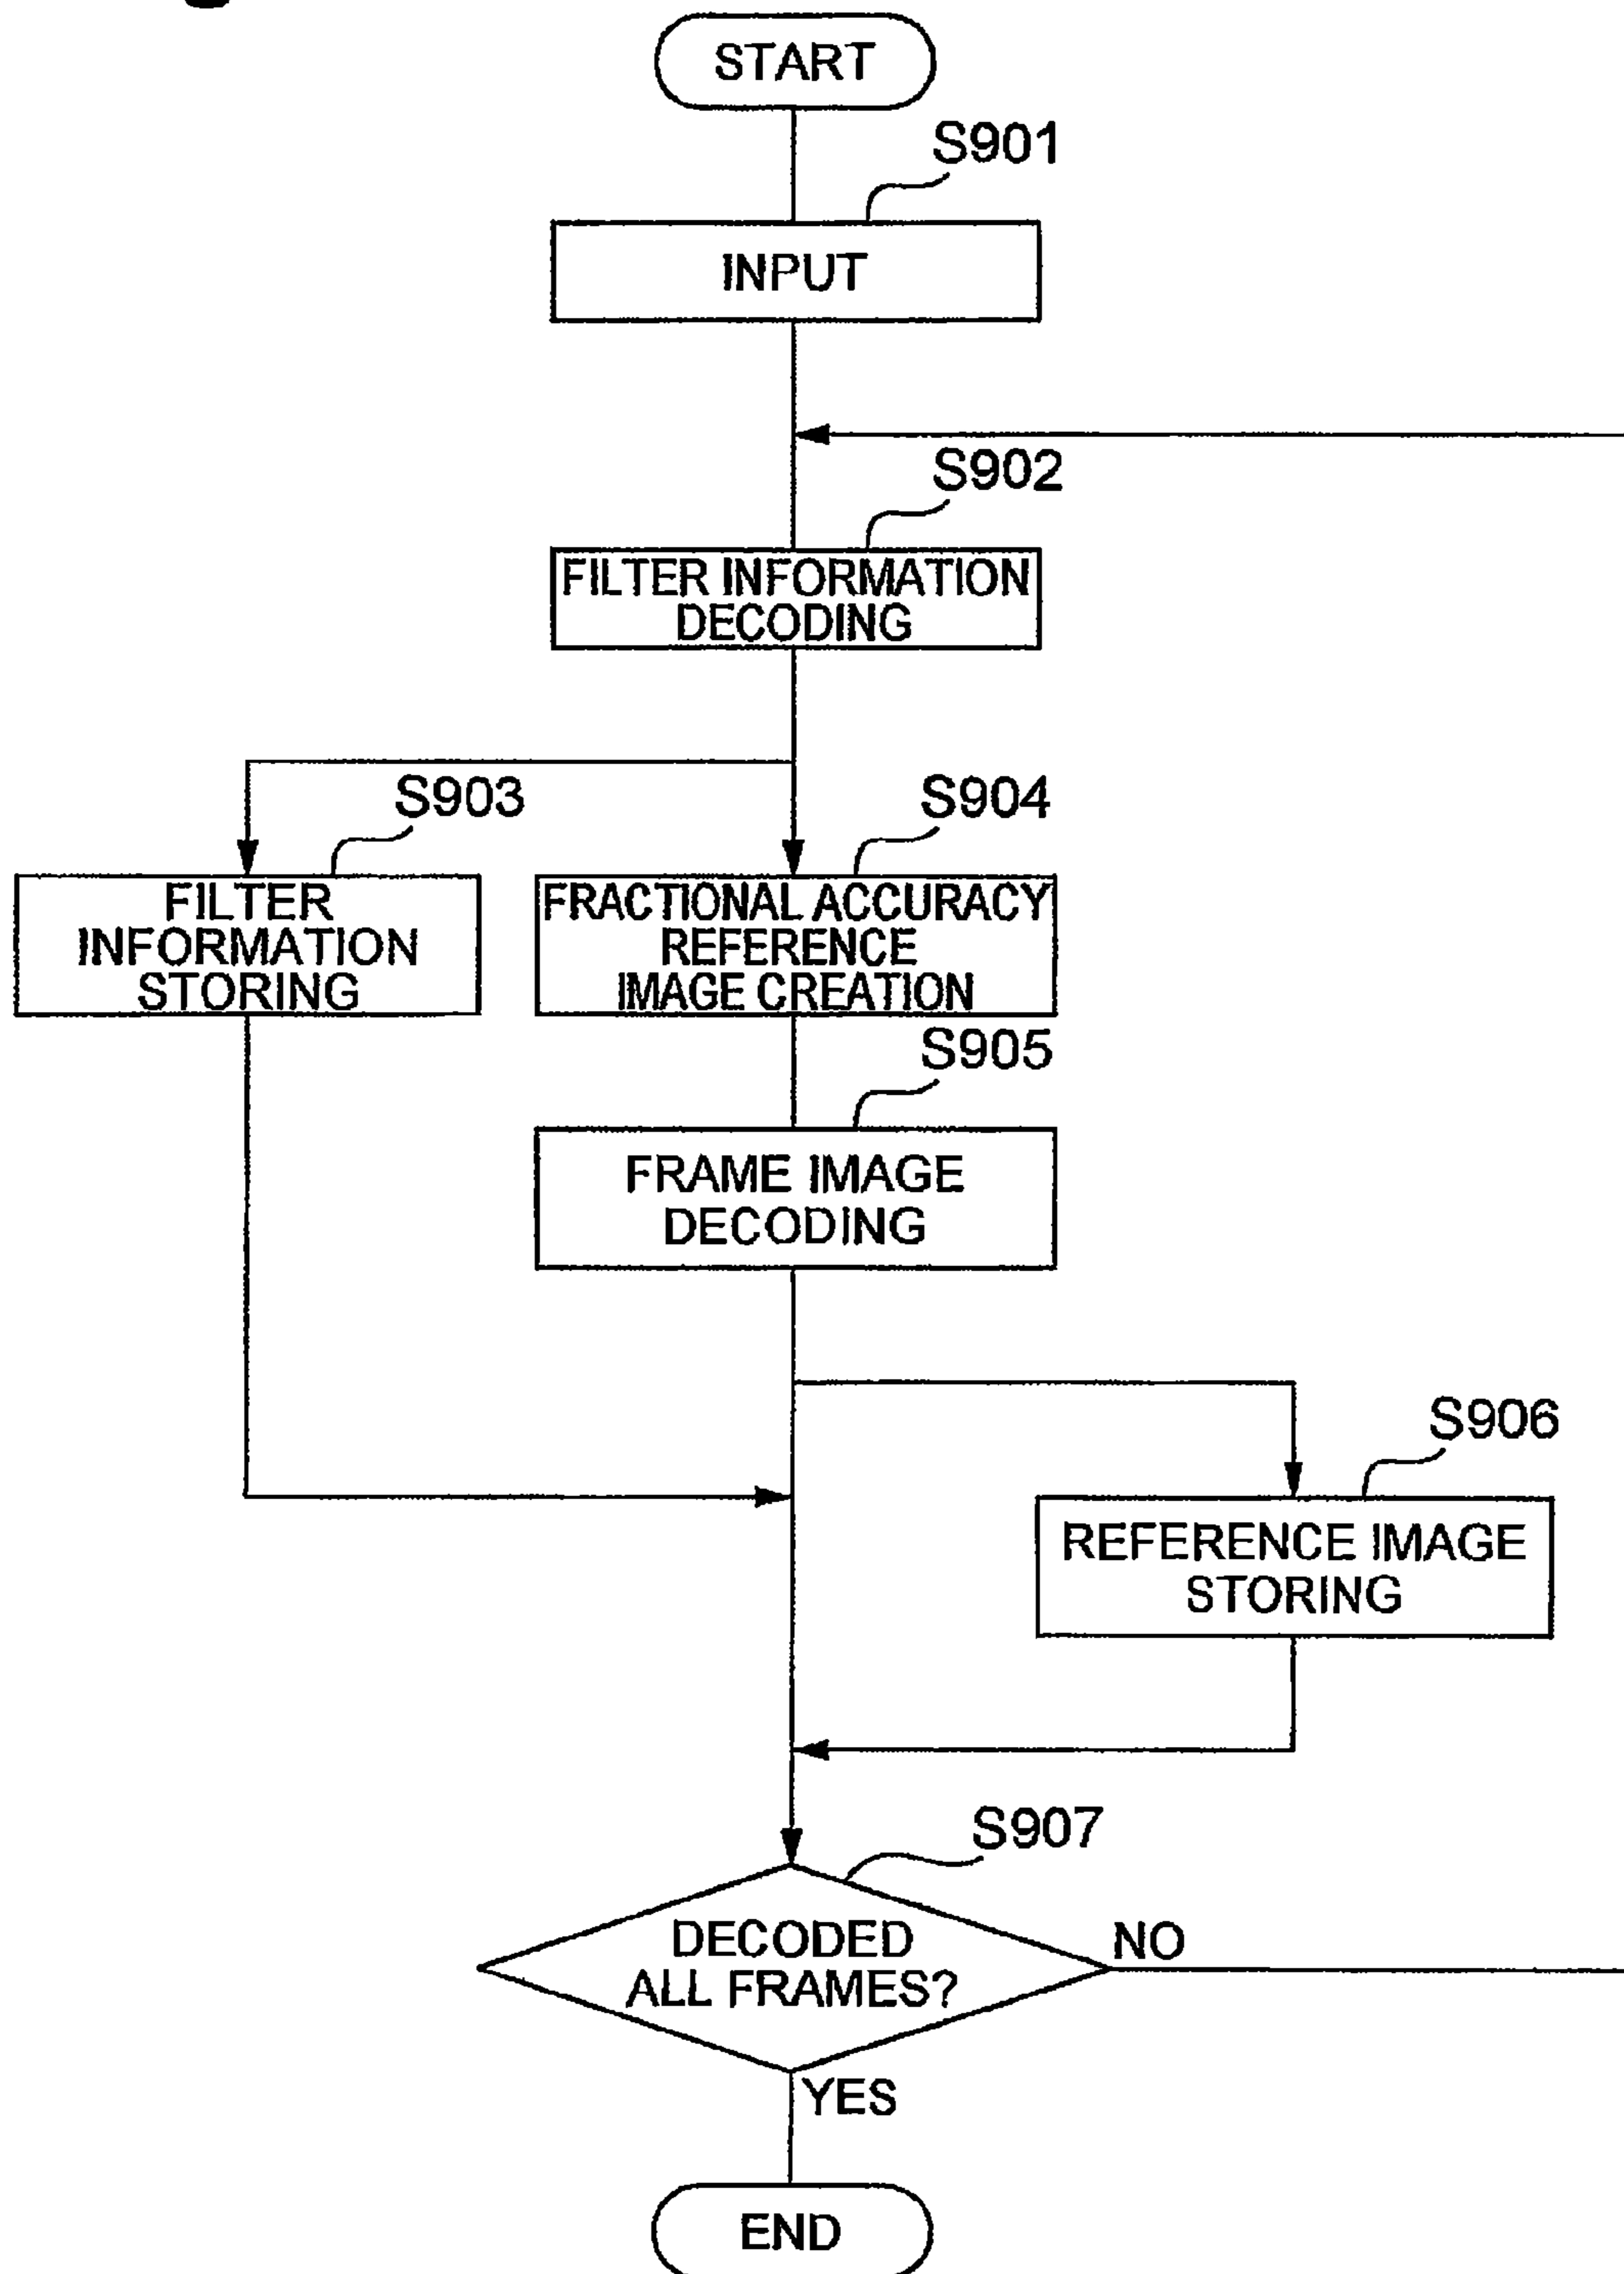 START
S901
INPUT
S902
FILTER INFORMATION
DECODING
S903
FILTER
INFORMATION
STORING
S904
FRACTIONAL ACCURACY
REFERENCE
IMAGE CREATION
S905
FRAME IMAGE
DECODING
S906
REFERENCE IMAGE
STORING
S907
DECODED
ALL FRAMES?
NO
YES
END